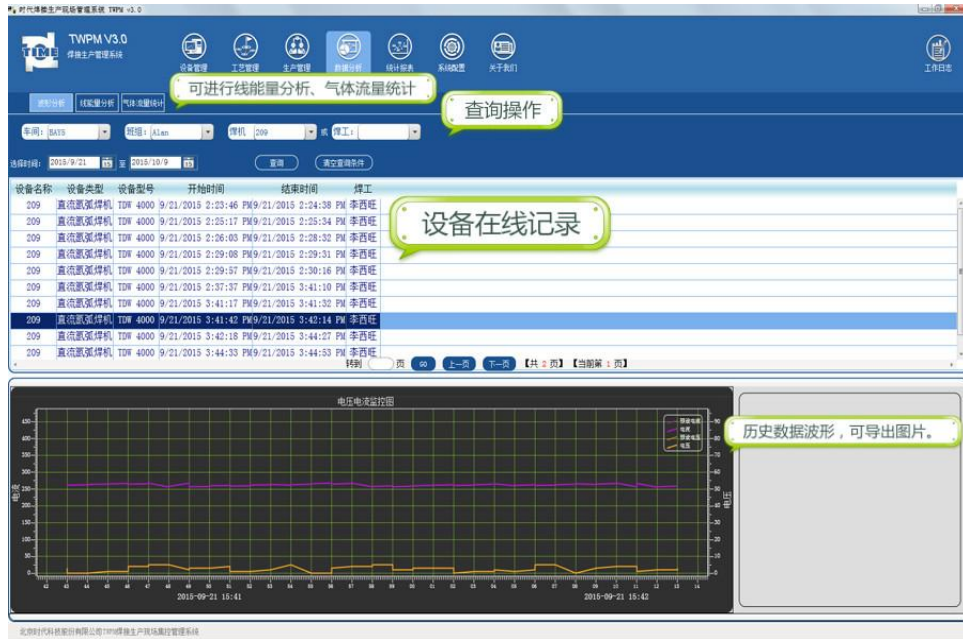 时代焊接生产现场管理系统 TWPM v3.0
TIME
TWPM V3.0
焊接生产管理系统
设备管理 工艺管理 生产管理 数据分析 统计报表 系统配置 关于我们 工作日志
可进行线能量分析、气体流量统计
波形分析 线能量分析 气体流量统计
查询操作
车间: BAYS 班组: Alan 焊机 209 或 焊工:
选择时间: 2015/9/21 15 至 2015/10/9 15 查询 清空查询条件
设备名称 设备类型 设备型号 开始时间 结束时间 焊工
209 直流氩弧焊机 TDW 4000 9/21/2015 2:23:46 PM 9/21/2015 2:24:38 PM 李西旺
209 直流氩弧焊机 TDW 4000 9/21/2015 2:25:17 PM 9/21/2015 2:25:34 PM 李西旺
209 直流氩弧焊机 TDW 4000 9/21/2015 2:26:03 PM 9/21/2015 2:28:32 PM 李西旺
209 直流氩弧焊机 TDW 4000 9/21/2015 2:29:08 PM 9/21/2015 2:29:31 PM 李西旺
209 直流氩弧焊机 TDW 4000 9/21/2015 2:29:57 PM 9/21/2015 2:30:16 PM 李西旺
209 直流氩弧焊机 TDW 4000 9/21/2015 2:37:37 PM 9/21/2015 3:41:10 PM 李西旺
209 直流氩弧焊机 TDW 4000 9/21/2015 3:41:17 PM 9/21/2015 3:41:32 PM 李西旺
209 直流氩弧焊机 TDW 4000 9/21/2015 3:41:42 PM 9/21/2015 3:42:14 PM 李西旺
209 直流氩弧焊机 TDW 4000 9/21/2015 3:42:18 PM 9/21/2015 3:44:27 PM 李西旺
209 直流氩弧焊机 TDW 4000 9/21/2015 3:44:33 PM 9/21/2015 3:44:53 PM 李西旺
设备在线记录
转到 页 GO 上一页 下一页 【共 2 页】 【当前第 1 页】
电压电流监控图
预设电流
电流
预设电压
电压
历史数据波形，可导出图片。
电流
电压
2015-09-21 15:41 2015-09-21 15:42
北京时代科技股份有限公司TWPM焊接生产现场集控管理系统